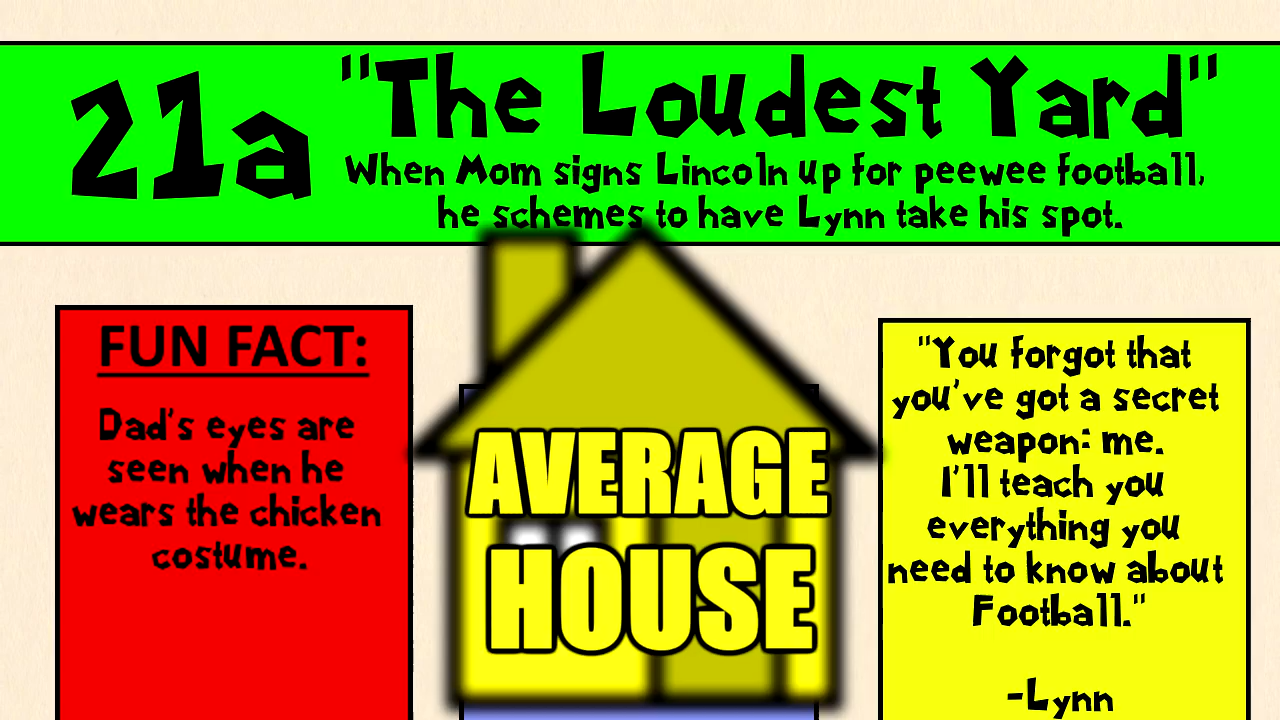 21a
"The Loudest Yard"
When Mom signs Lincoln up for peewee football,
he schemes to have Lynn take his spot.
FUN FACT:
Dad's eyes are
seen when he
wears the chicken
costume.
AVERAGE
HOUSE
"You forgot that
you've got a secret
weapon: me.
I'll teach you
everything you
need to know about
Football."
-Lynn